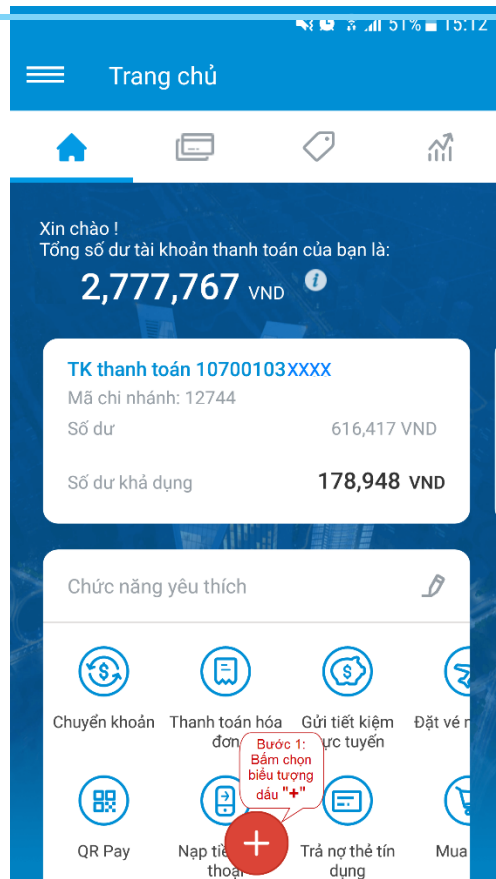 51% 15:12
Trang chủ
Xin chào !
Tổng số dư tài khoản thanh toán của bạn là:
2,777,767 VND
TK thanh toán 10700103XXXX
Mã chi nhánh: 12744
Số dư 616,417 VND
Số dư khả dụng 178,948 VND
Chức năng yêu thích
Chuyển khoản Thanh toán hóa Gửi tiết kiệm Đặt vé
đơn trực tuyến
Bước 1:
Bấm chọn
biểu tượng
dấu "+"
QR Pay Nạp Trả nợ thẻ tín Mua
thoại dụng